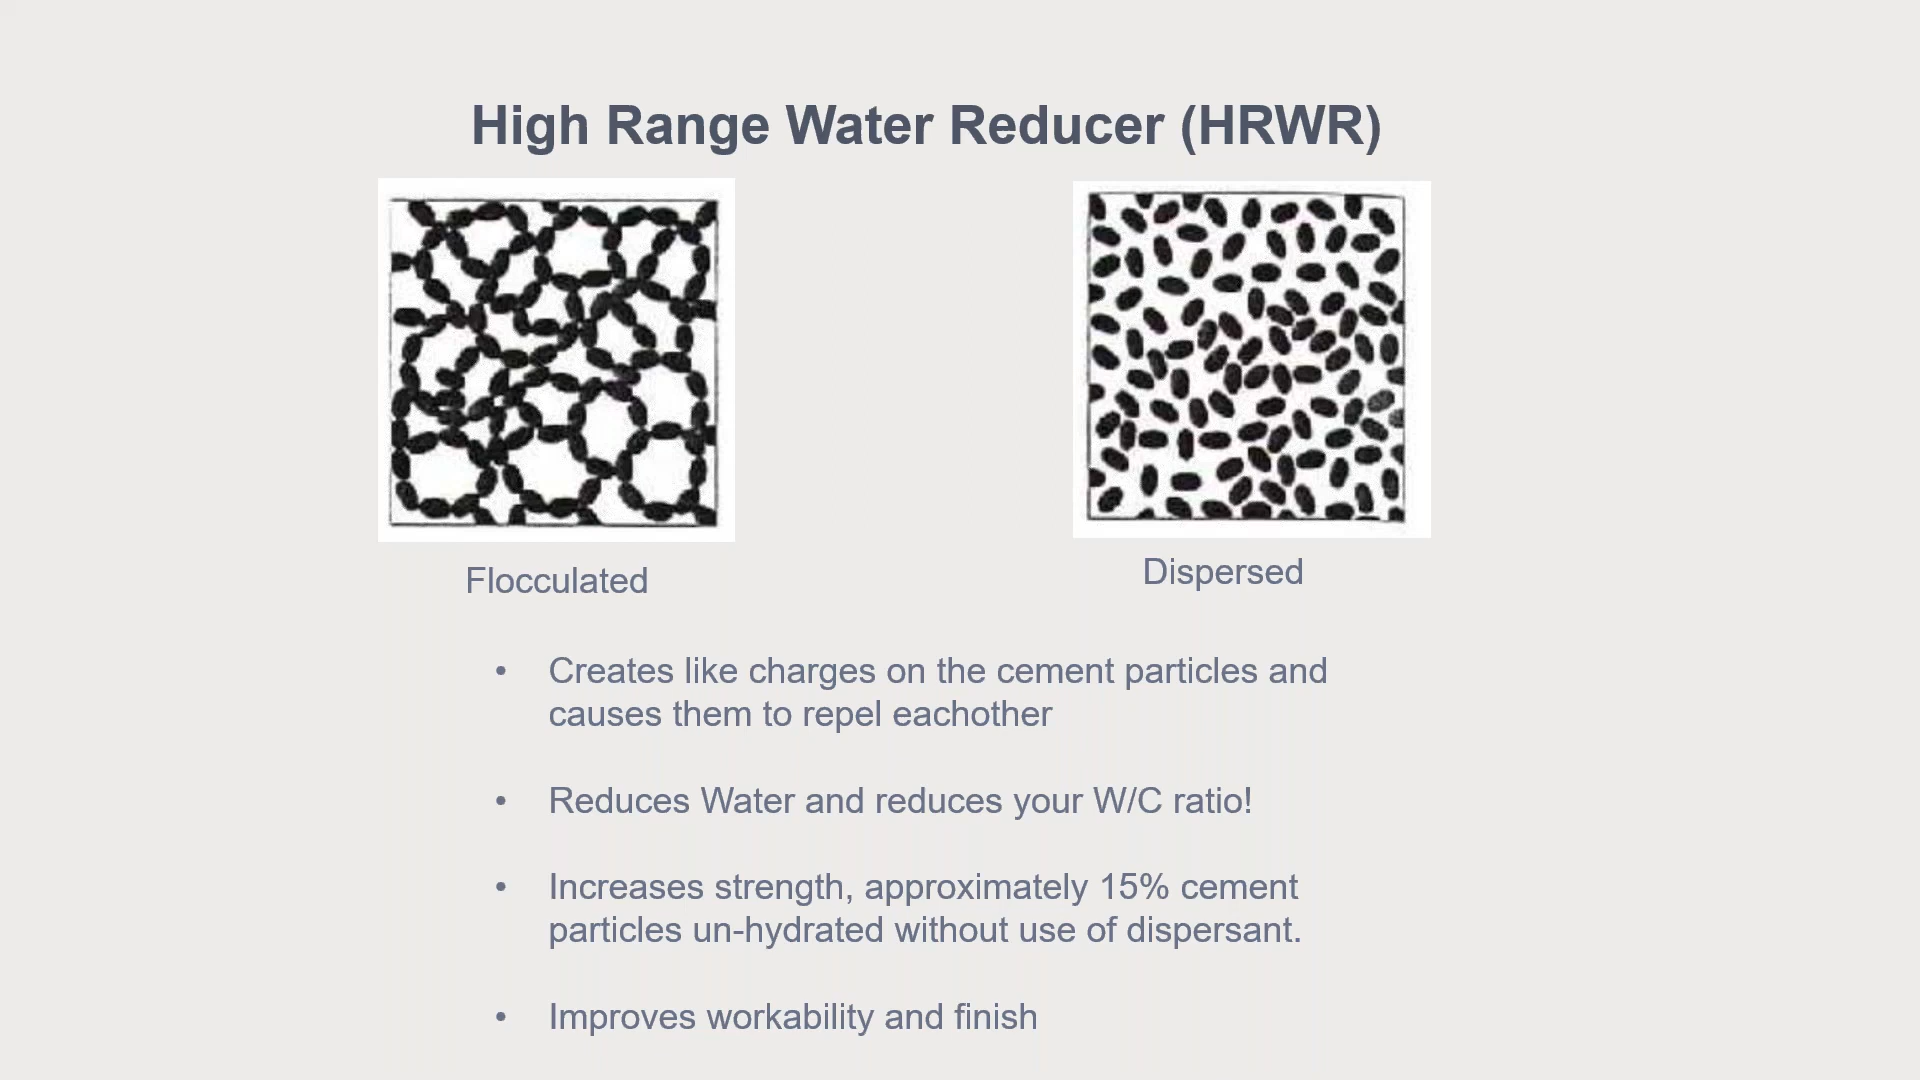 High Range Water Reducer (HRWR)
Flocculated
Dispersed
• Creates like charges on the cement particles and
causes them to repel eachother
• Reduces Water and reduces your W/C ratio!
• Increases strength, approximately 15% cement
particles un-hydrated without use of dispersant.
• Improves workability and finish